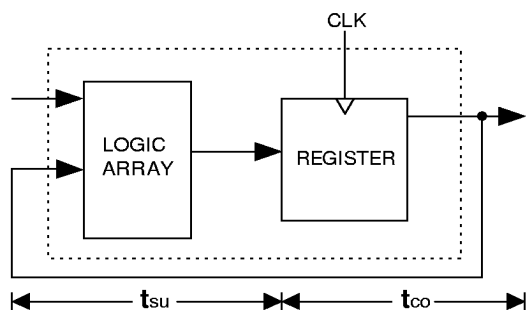 CLK
LOGIC
ARRAY
REGISTER
tsu
tco